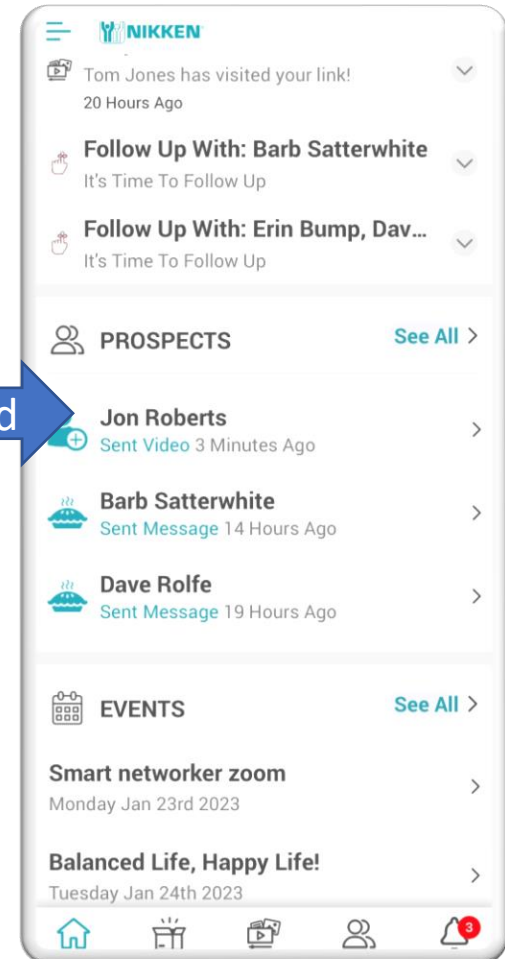 NIKKEN
Tom Jones has visited your link!
20 Hours Ago
Follow Up With: Barb Satterwhite
It's Time To Follow Up
Follow Up With: Erin Bump, Dav...
It's Time To Follow Up
PROSPECTS See All >
d
Jon Roberts
Sent Video 3 Minutes Ago
Barb Satterwhite
Sent Message 14 Hours Ago
Dave Rolfe
Sent Message 19 Hours Ago
EVENTS See All >
Smart networker zoom
Monday Jan 23rd 2023
Balanced Life, Happy Life!
Tuesday Jan 24th 2023
3